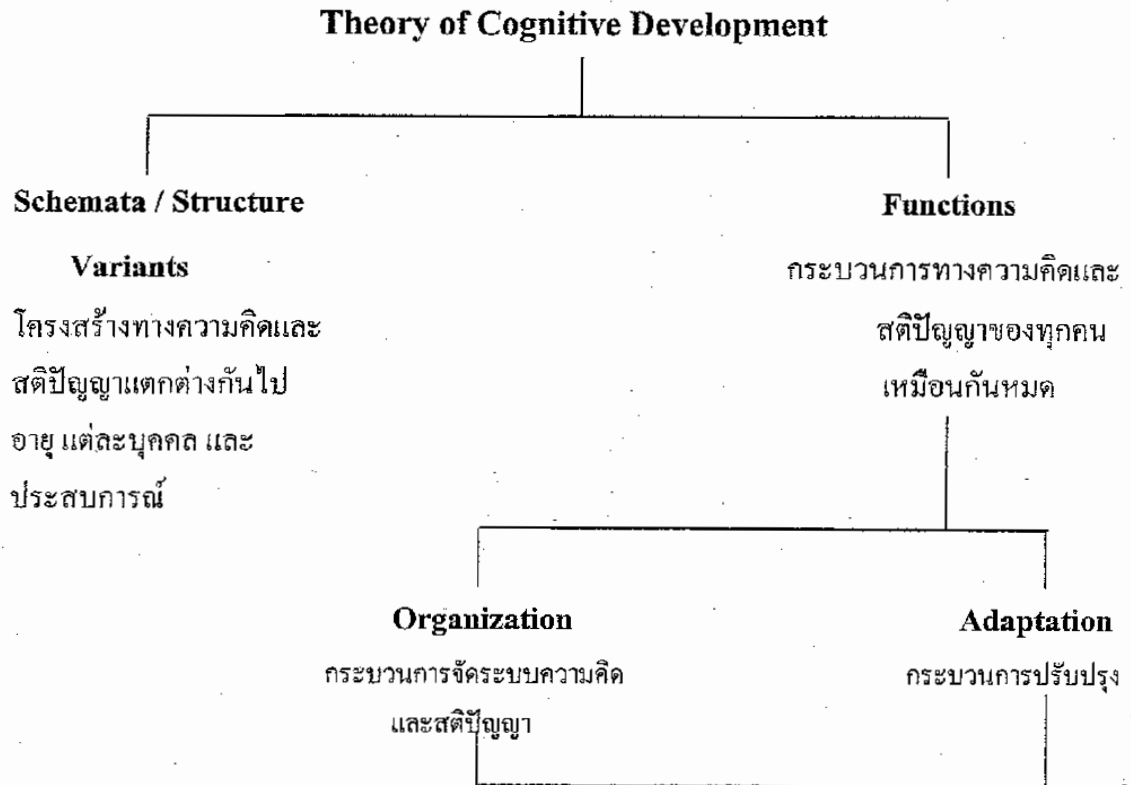 Theory of Cognitive Development
Schemata / Structure
Variants
โครงสร้างทางความคิดและ
สติปัญญาแตกต่างกันไป
อายุ แต่ละบุคคล และ
ประสบการณ์
Functions
กระบวนการทางความคิดและ
สติปัญญาของทุกคน
เหมือนกันหมด
Organization
กระบวนการจัดระบบความคิด
และสติปัญญา
Adaptation
กระบวนการปรับปรุง